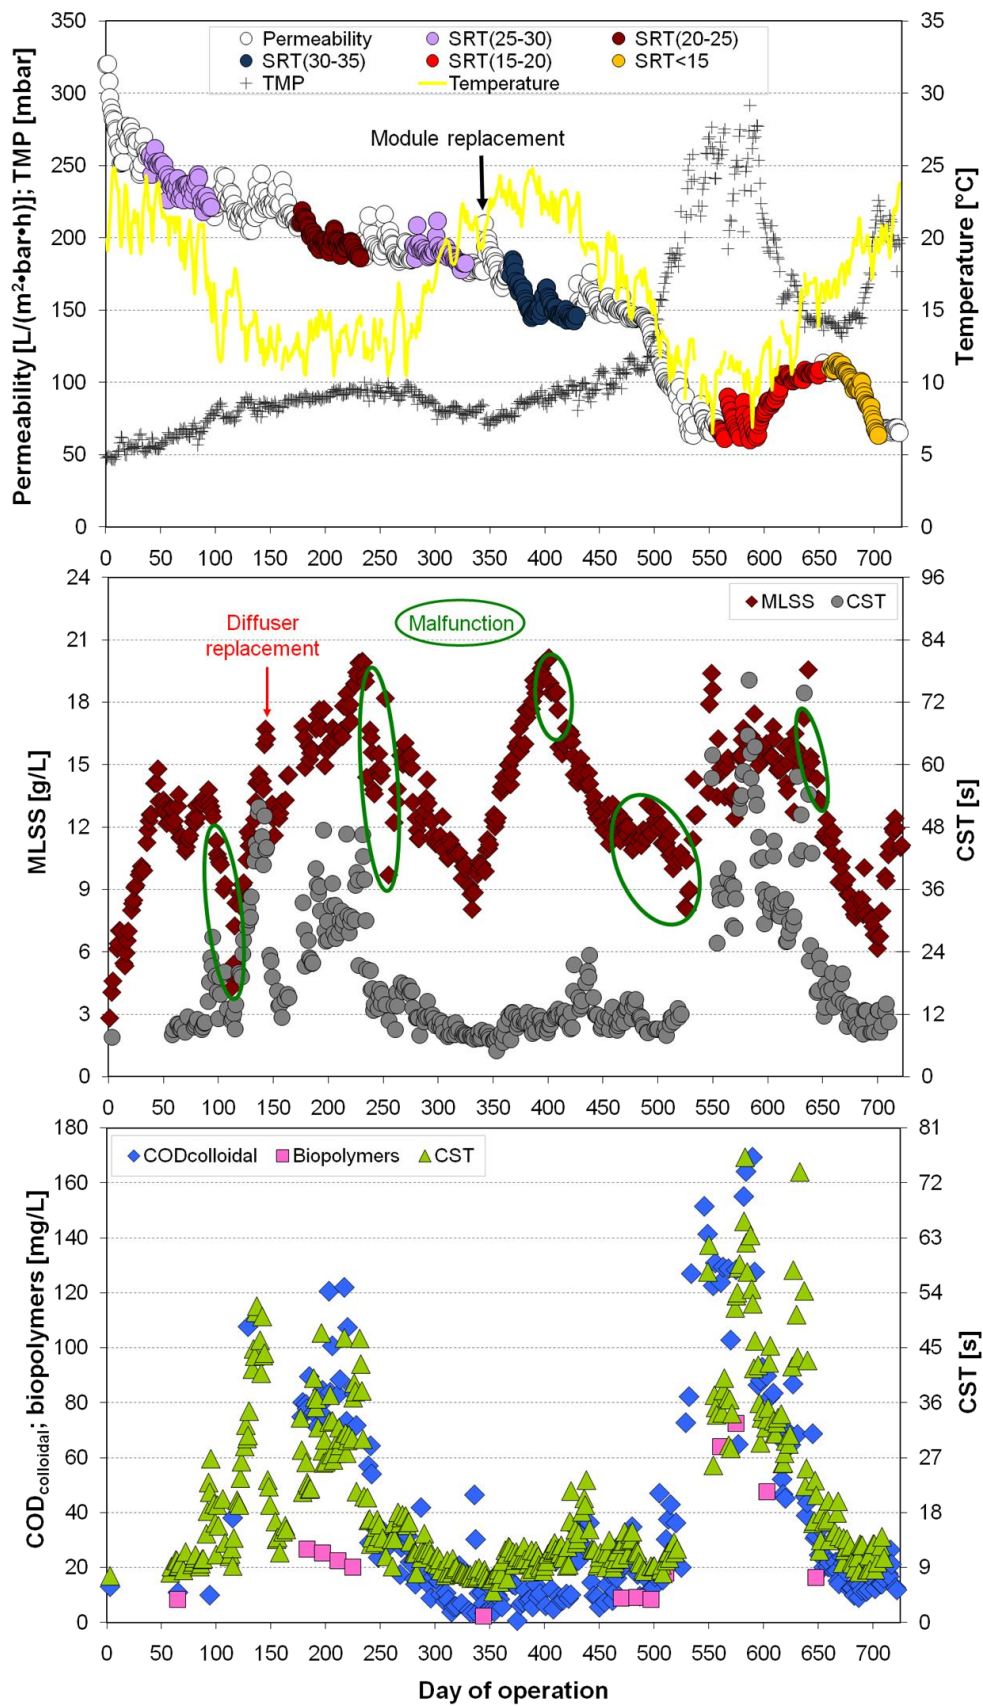 350
300
250
200
150
100
50
0
Permeability [L/(m²•bar•h)]; TMP [mbar]
Permeability SRT(25-30) SRT(20-25)
SRT(30-35) SRT(15-20) SRT<15
TMP Temperature
Module replacement
35
30
25
20
15
10
5
0
Temperature [°C]
0 50 100 150 200 250 300 350 400 450 500 550 600 650 700
24
21
18
15
12
9
6
3
0
MLSS [g/L]
MLSS CST
Diffuser
replacement
Malfunction
96
84
72
60
48
36
24
12
0
CST [s]
0 50 100 150 200 250 300 350 400 450 500 550 600 650 700
180
160
140
120
100
80
60
40
20
0
CODcolloidal; biopolymers [mg/L]
CODcolloidal Biopolymers CST
81
72
63
54
45
36
27
18
9
0
CST [s]
0 50 100 150 200 250 300 350 400 450 500 550 600 650 700
Day of operation